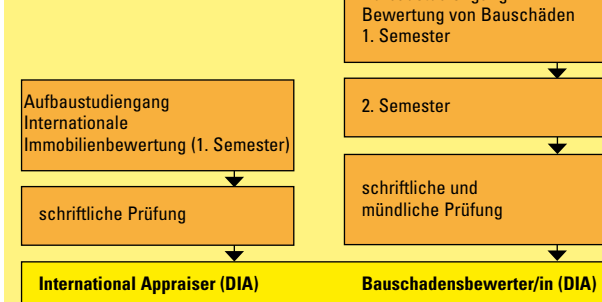 Aufbaustudiengang
Internationale
Immobilienbewertung (1. Semester)
schriftliche Prüfung
International Appraiser (DIA)
Bewertung von Bauschäden
1. Semester
2. Semester
schriftliche und
mündliche Prüfung
Bauschadensbewerter/in (DIA)